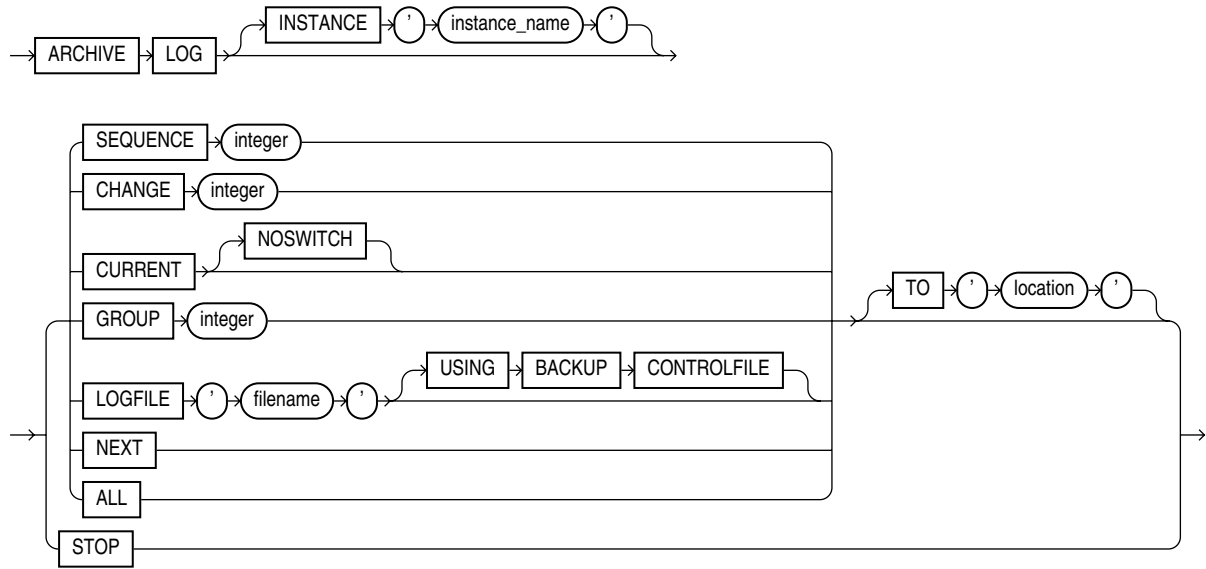 INSTANCE ' instance_name '
ARCHIVE LOG
SEQUENCE integer
CHANGE integer
NOSWITCH
CURRENT
TO ' location '
GROUP integer
USING BACKUP CONTROLFILE
LOGFILE ' filename '
NEXT
ALL
STOP